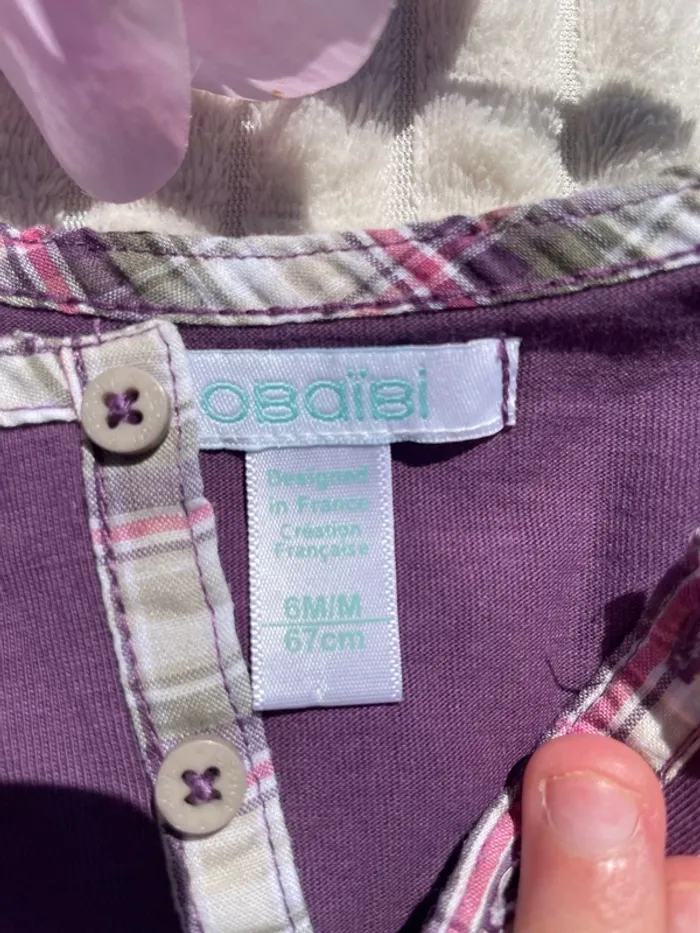 OBaïBi
Designed
in France
Création
Française
6M/M
67cm